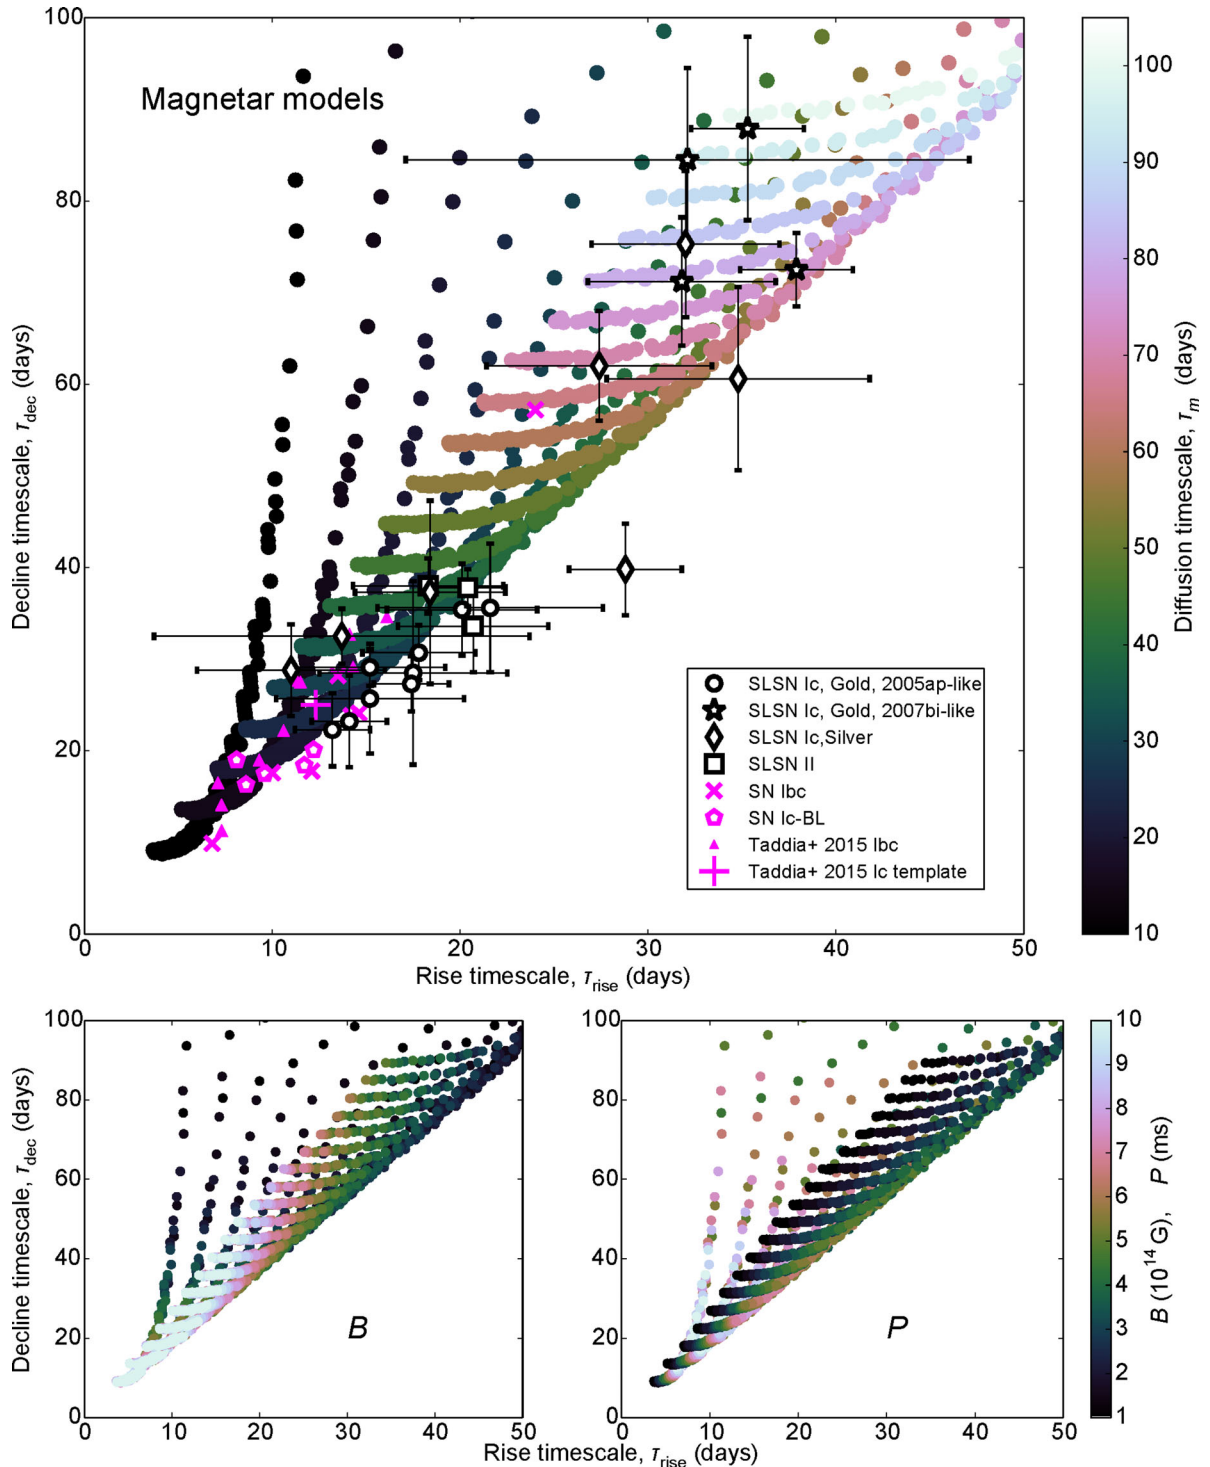 100
80
60
40
20
0
Decline timescale, τdec (days)
Magnetar models
SLSN Ic, Gold, 2005ap-like
SLSN Ic, Gold, 2007bi-like
SLSN Ic,Silver
SLSN II
SN Ibc
SN Ic-BL
Taddia+ 2015 Ibc
Taddia+ 2015 Ic template
0 10 20 30 40 50
Rise timescale, τrise (days)
100
90
80
70
60
50
40
30
20
10
Diffusion timescale, τm (days)
100
80
60
40
20
0
Decline timescale, τdec (days)
B
0 10 20 30 40 50
100
80
60
40
20
0
P
0 10 20 30 40 50
Rise timescale, τrise (days)
10
9
8
7
6
5
4
3
2
1
B (10¹⁴ G), P (ms)